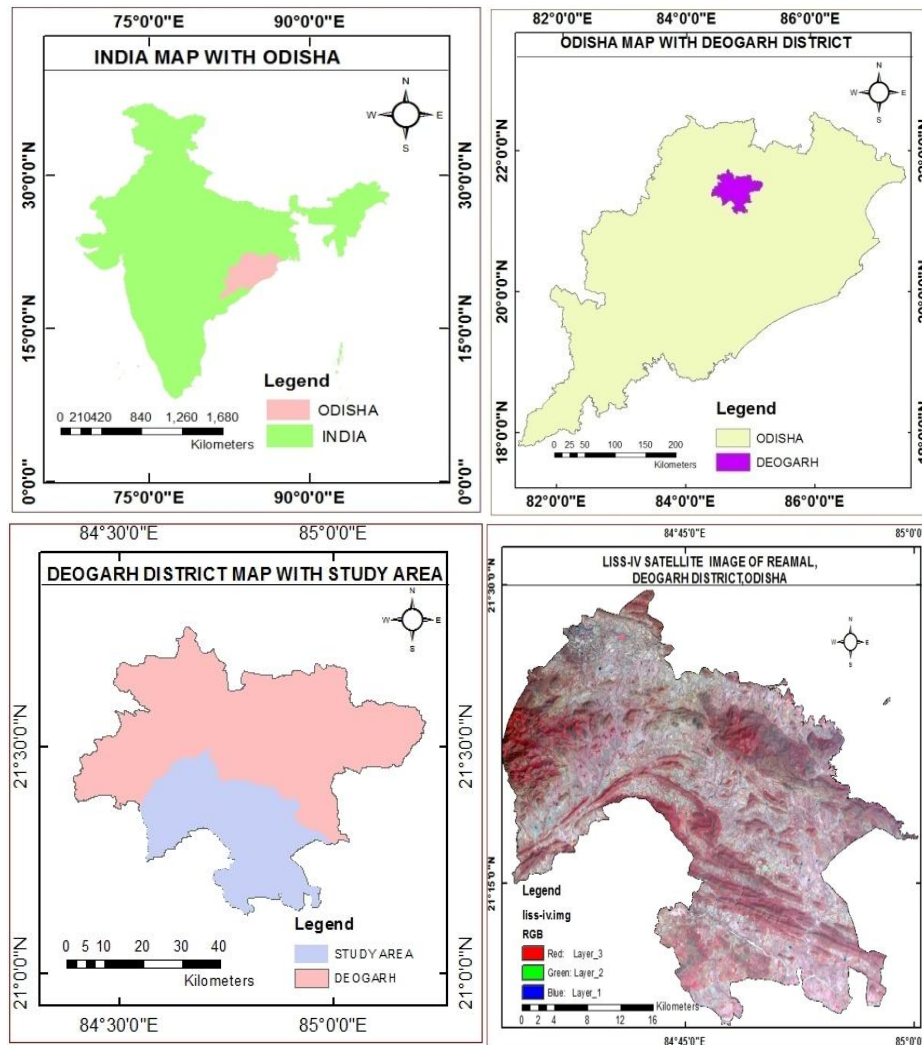 75°0'0"E 90°0'0"E
INDIA MAP WITH ODISHA
N
W E
S
30°0'0"N
30°0'0"N
15°0'0"N
15°0'0"N
0°0'0"
0°0'0"
Legend
ODISHA
INDIA
0 210420 840 1,260 1,680
Kilometers
75°0'0"E 90°0'0"E
82°0'0"E 84°0'0"E 86°0'0"E
ODISHA MAP WITH DEOGARH DISTRICT
N
W E
S
22°0'0"N
22°0'0"N
20°0'0"N
20°0'0"N
18°0'0"N
18°0'0"N
Legend
ODISHA
DEOGARH
0 25 50 100 150 200
Kilometers
82°0'0"E 84°0'0"E 86°0'0"E
84°30'0"E 85°0'0"E
DEOGARH DISTRICT MAP WITH STUDY AREA
N
W E
S
21°30'0"N
21°30'0"N
21°0'0"N
21°0'0"N
Legend
STUDY AREA
DEOGARH
0 5 10 20 30 40
Kilometers
84°30'0"E 85°0'0"E
84°45'0"E 85°0'0
LISS-IV SATELLITE IMAGE OF REAMAL,
DEOGARH DISTRICT,ODISHA
N
W E
S
21°30'0"N
21°15'0"N
Legend
liss-iv.img
RGB
Red: Layer_3
Green: Layer_2
Blue: Layer_1
Kilometers
0 2 4 8 12 16
84°45'0"E 85°0'0